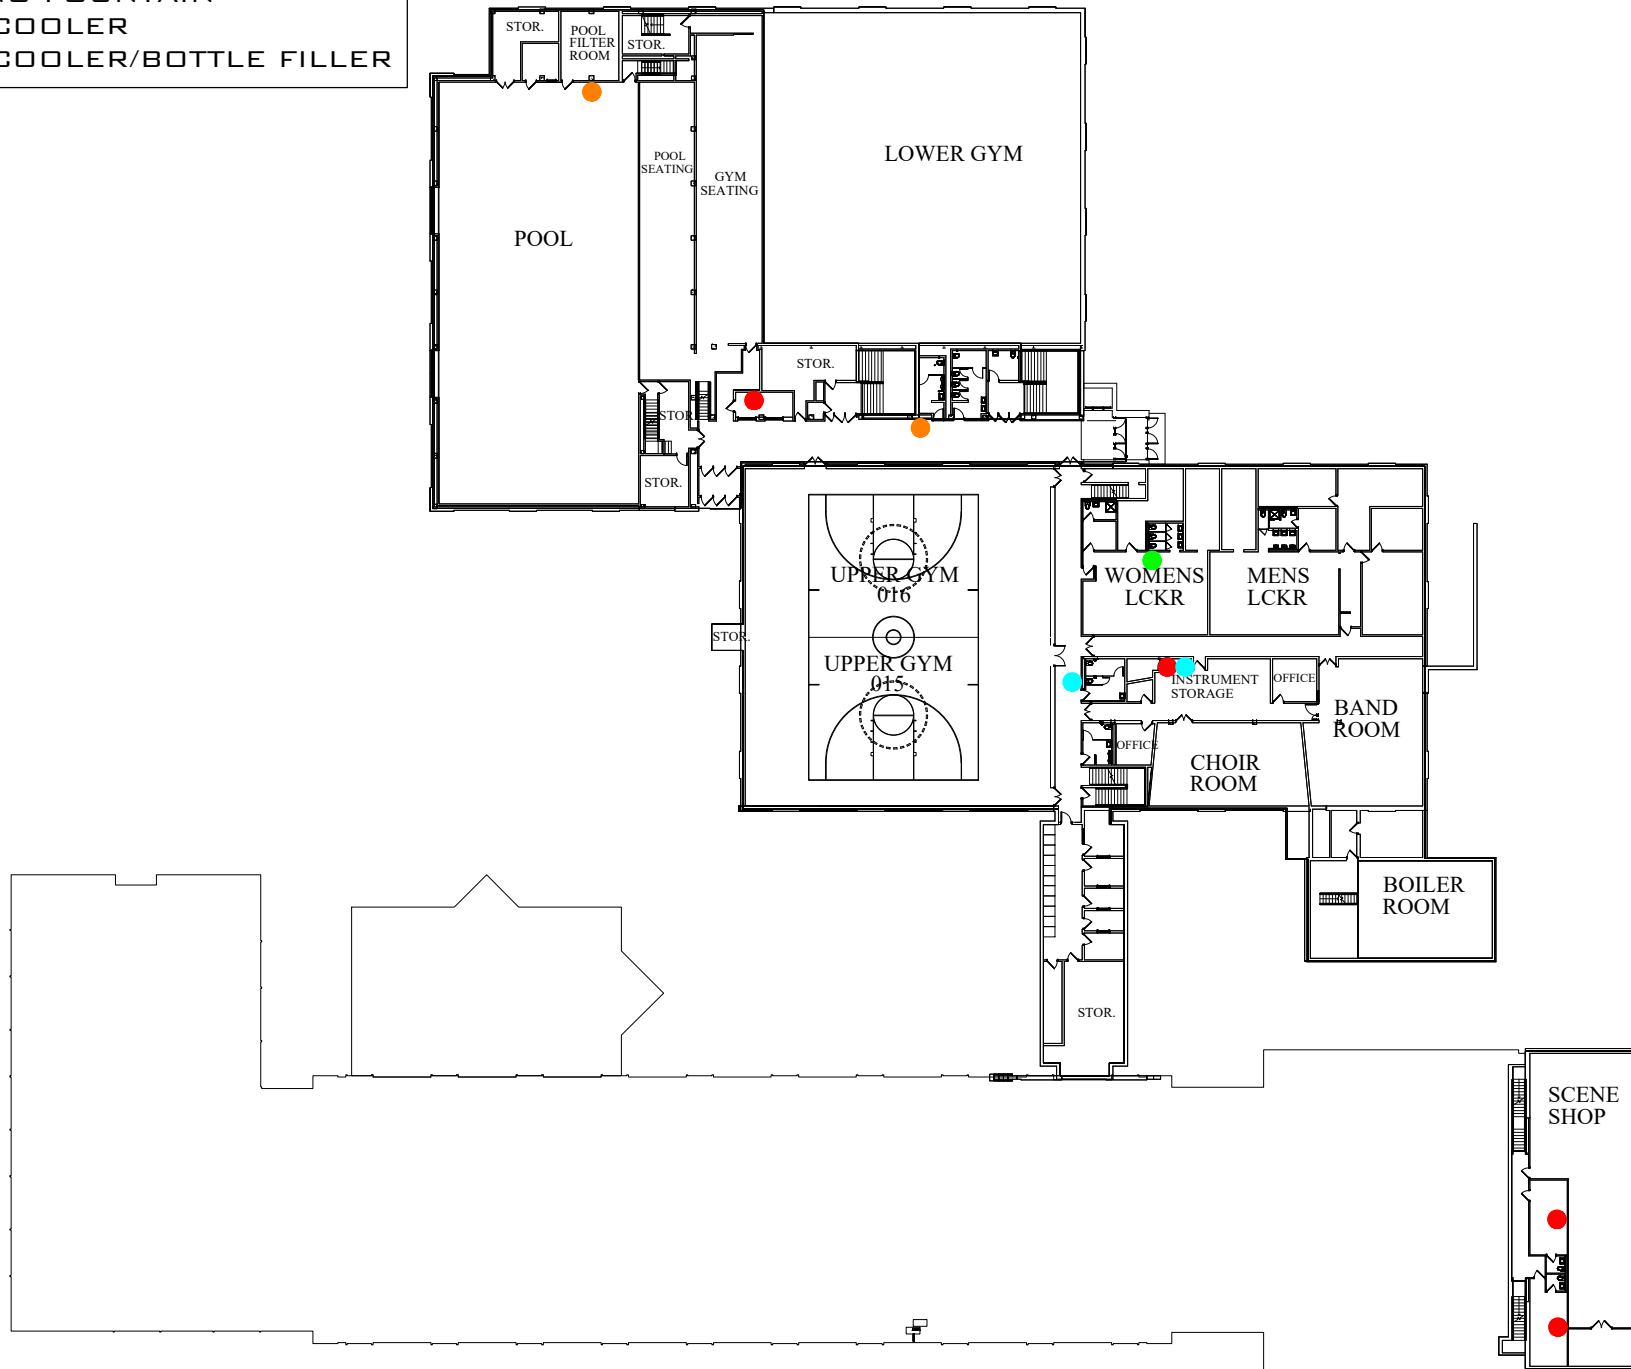 FOUNTAIN
COOLER
COOLER/BOTTLE FILLER
STOR.
POOL
FILTER
ROOM
STOR.
LOWER GYM
POOL
SEATING
GYM
SEATING
POOL
STOR.
STOR.
STOR.
UPPER GYM
016
WOMENS
LCKR
MENS
LCKR
STOR.
UPPER GYM
015
INSTRUMENT
STORAGE
OFFICE
BAND
ROOM
OFFICE
CHOIR
ROOM
BOILER
ROOM
STOR.
SCENE
SHOP